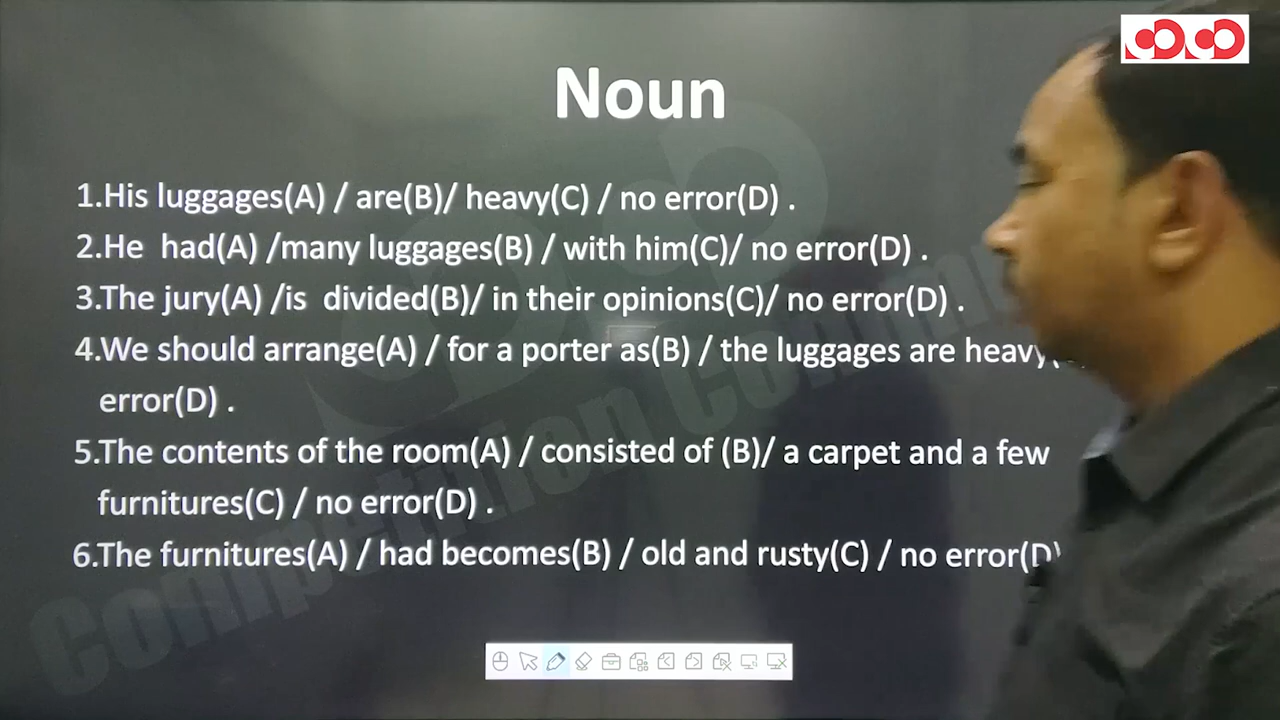 Noun
1.His luggages(A) / are(B)/ heavy(C) / no error(D) .
2.He had(A) /many luggages(B) / with him(C)/ no error(D) .
3.The jury(A) /is divided(B)/ in their opinions(C)/ no error(D) .
4.We should arrange(A) / for a porter as(B) / the luggages are heavy
error(D) .
5.The contents of the room(A) / consisted of (B)/ a carpet and a few
furnitures(C) / no error(D) .
6.The furnitures(A) / had becomes(B) / old and rusty(C) / no error(D)
Competition Commu